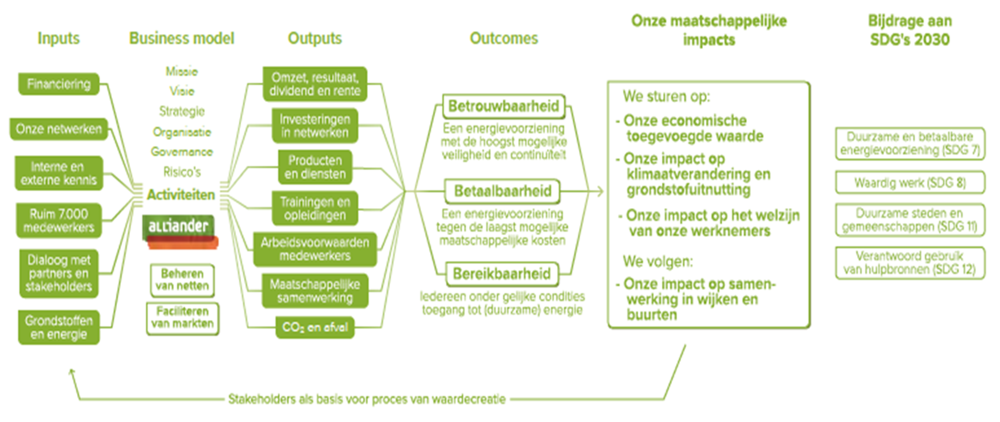 Inputs
Financiering
Onze netwerken
Interne en
externe kennis
Ruim 7.000
medewerkers
Dialoog met
partners en
stakeholders
Grondstoffen
en energie
Business model
Missie
Visie
Strategie
Organisatie
Governance
Risico's
Activiteiten
alliander
Beheren
van netten
Faciliteren
van markten
Outputs
Omzet, resultaat,
dividend en rente
Investeringen
in netwerken
Producten
en diensten
Trainingen en
opleidingen
Arbeidsvoorwaarden
medewerkers
Maatschappelijke
samenwerking
CO₂ en afval
Outcomes
Betrouwbaarheid
Een energievoorziening
met de hoogst mogelijke
veiligheid en continuïteit
Betaalbaarheid
Een energievoorziening
tegen de laagst mogelijke
maatschappelijke kosten
Bereikbaarheid
Iedereen onder gelijke condities
toegang tot (duurzame) energie
Onze maatschappelijke
impacts
We sturen op:
- Onze economische
toegevoegde waarde
- Onze impact op
klimaatverandering en
grondstofuitnutting
- Onze impact op het welzijn
van onze werknemers
We volgen:
- Onze impact op samen-
werking in wijken en
buurten
Bijdrage aan
SDG's 2030
Duurzame en betaalbare
energievoorziening (SDG 7)
Waardig werk (SDG 8)
Duurzame steden en
gemeenschappen (SDG 11)
Verantwoord gebruik
van hulpbronnen (SDG 12)
Stakeholders als basis voor proces van waardecreatie